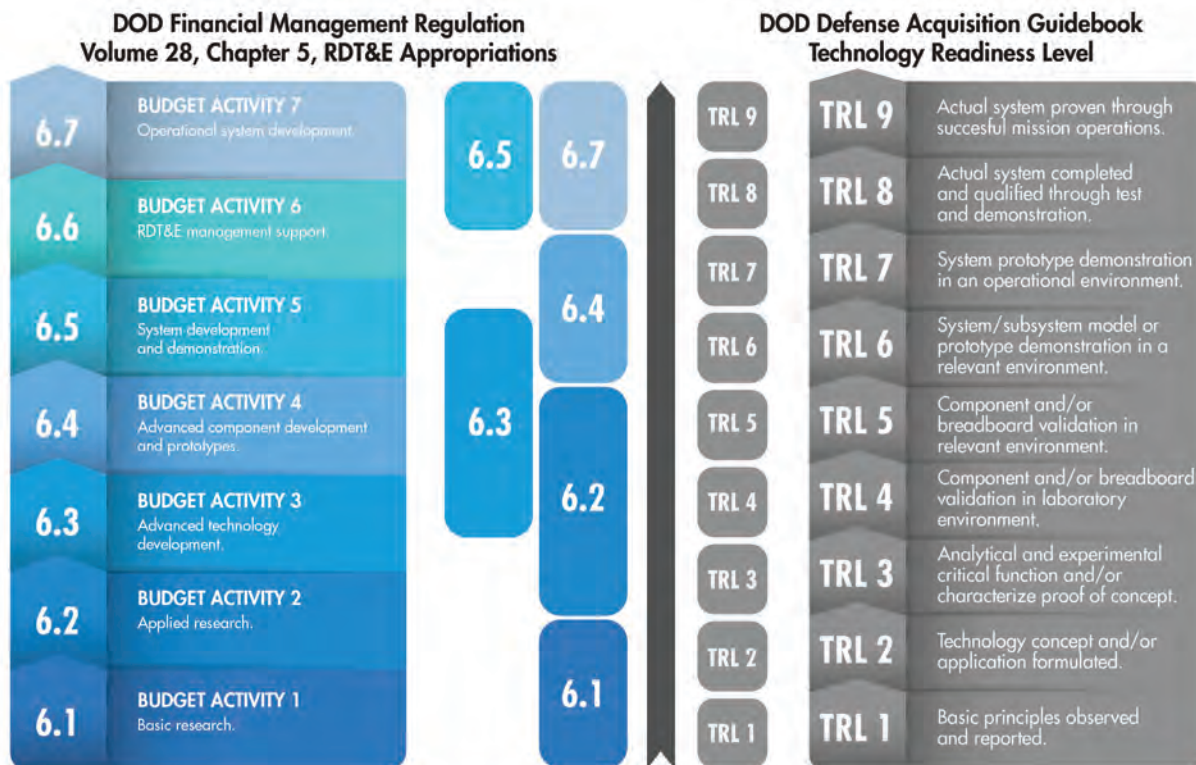 DOD Financial Management Regulation
Volume 28, Chapter 5, RDT&E Appropriations
6.7
BUDGET ACTIVITY 7
Operational system development.
6.6
BUDGET ACTIVITY 6
RDT&E management support.
6.5
BUDGET ACTIVITY 5
System development
and demonstration.
6.4
BUDGET ACTIVITY 4
Advanced component development
and prototypes.
6.3
BUDGET ACTIVITY 3
Advanced technology
development.
6.2
BUDGET ACTIVITY 2
Applied research.
6.1
BUDGET ACTIVITY 1
Basic research.
6.5
6.7
6.4
6.3
6.2
6.1
DOD Defense Acquisition Guidebook
Technology Readiness Level
TRL 9
TRL 8
TRL 7
TRL 6
TRL 5
TRL 4
TRL 3
TRL 2
TRL 1
TRL 9
Actual system proven through
succesful mission operations.
TRL 8
Actual system completed
and qualified through test
and demonstration.
TRL 7
System prototype demonstration
in an operational environment.
TRL 6
System/subsystem model or
prototype demonstration in a
relevant environment.
TRL 5
Component and/or
breadboard validation in
relevant environment.
TRL 4
Component and/or breadboard
validation in laboratory
environment.
TRL 3
Analytical and experimental
critical function and/or
characterize proof of concept.
TRL 2
Technology concept and/or
application formulated.
TRL 1
Basic principles observed
and reported.